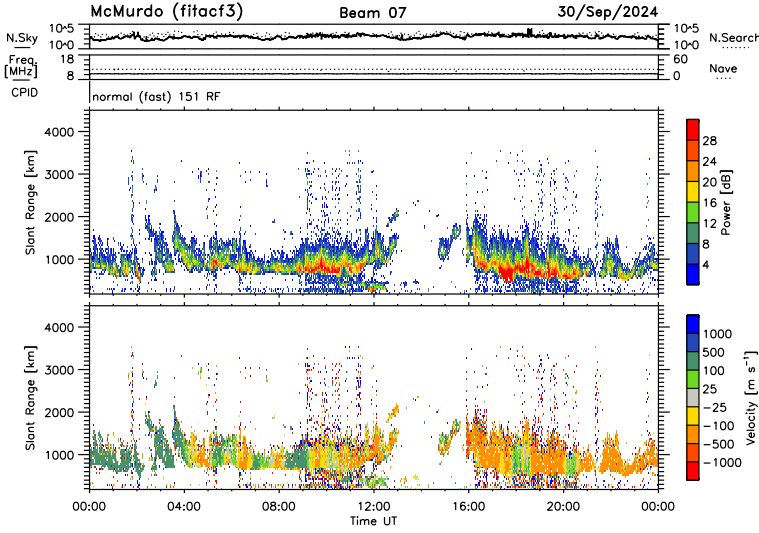 McMurdo (fitacf3) Beam 07 30/Sep/2024
N.Sky 10^5 10^0 10^5 10^0 N.Search
Freq. [MHz] 18 8 60 0 Nave
CPID normal (fast) 151 RF
Slant Range [km]
4000
3000
2000
1000
28
24
20
16
12
8
4
Power [dB]
Slant Range [km]
4000
3000
2000
1000
1000
500
100
25
-25
-100
-500
-1000
Velocity [m s⁻¹]
00:00 04:00 08:00 12:00 16:00 20:00 00:00
Time UT